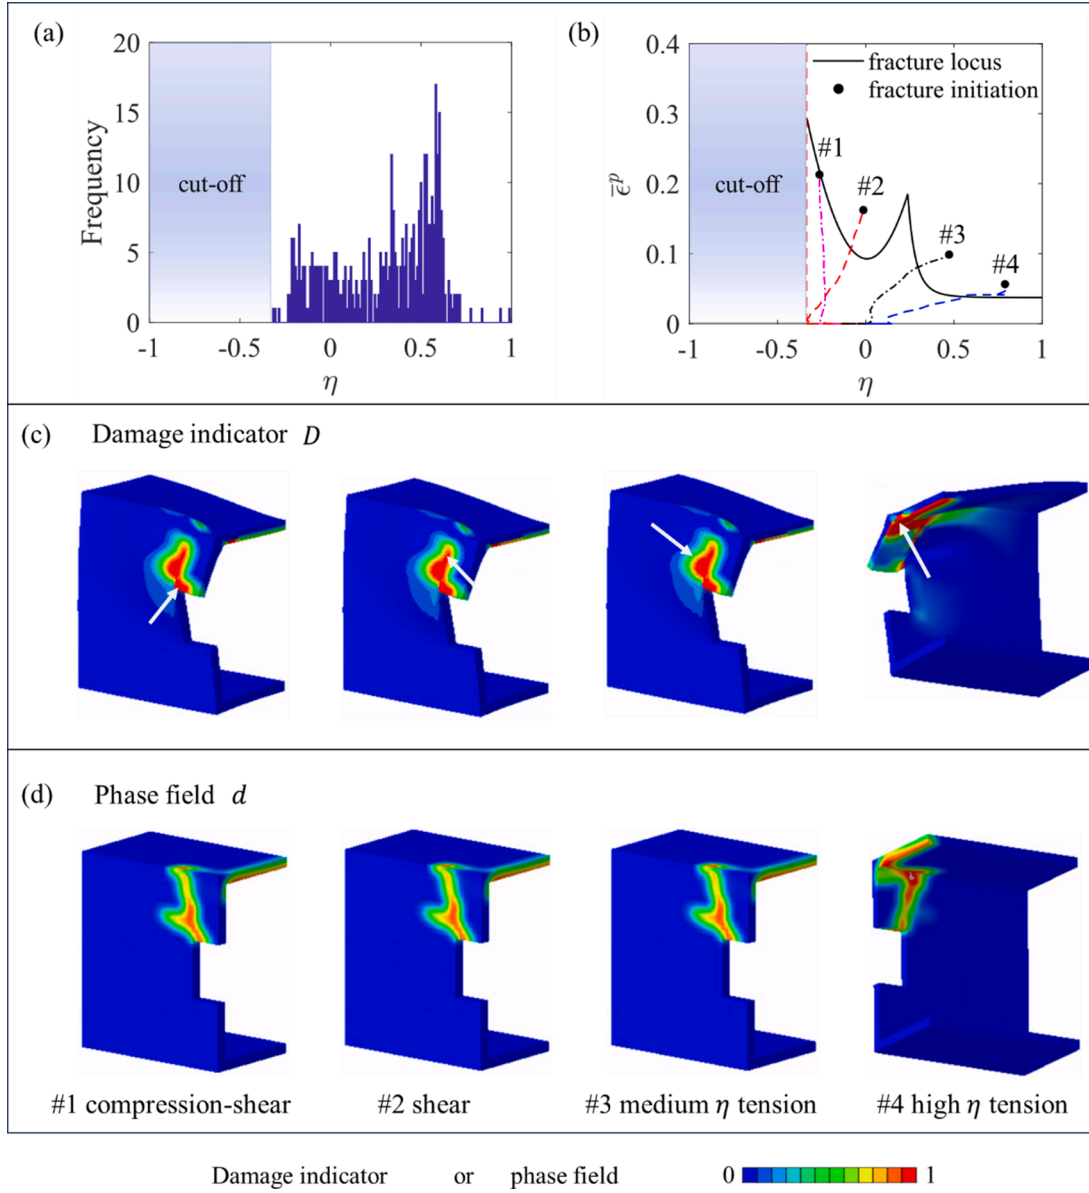 (a)
20
15
10
5
0
Frequency
cut-off
-1
-0.5
0
0.5
1
η
(b)
0.4
0.3
0.2
0.1
0
ε̄ᵖ
fracture locus
fracture initiation
cut-off
#1
#2
#3
#4
-1
-0.5
0
0.5
1
η
(c) Damage indicator D
(d) Phase field d
#1 compression-shear
#2 shear
#3 medium η tension
#4 high η tension
Damage indicator or phase field 0 1